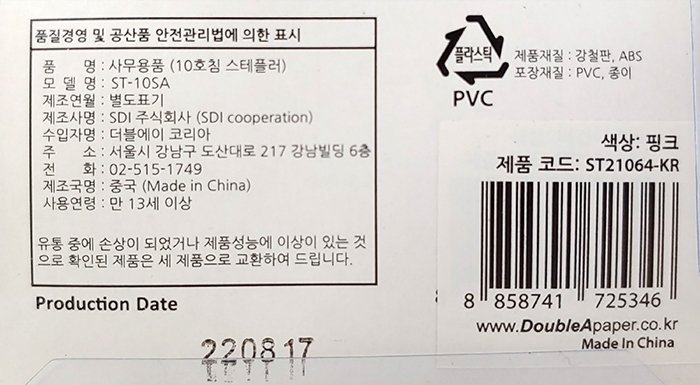 품질경영 및 공산품 안전관리법에 의한 표시
품 명 : 사무용품 (10호침 스테플러)
모 델 명 : ST-10SA
제조연월 : 별도표기
제조사명 : SDI 주식회사 (SDI cooperation)
수입자명 : 더블에이 코리아
주 소 : 서울시 강남구 도산대로 217 강남빌딩 6층
전 화 : 02-515-1749
제조국명 : 중국 (Made in China)
사용연령 : 만 13세 이상
유통 중에 손상이 되었거나 제품성능에 이상이 있는 것
으로 확인된 제품은 세 제품으로 교환하여 드립니다.
Production Date
220817
플라스틱
PVC
제품재질 : 강철판, ABS
포장재질 : PVC, 종이
색상: 핑크
제품 코드: ST21064-KR
8 858741 725346
www.DoubleApaper.co.kr
Made in China